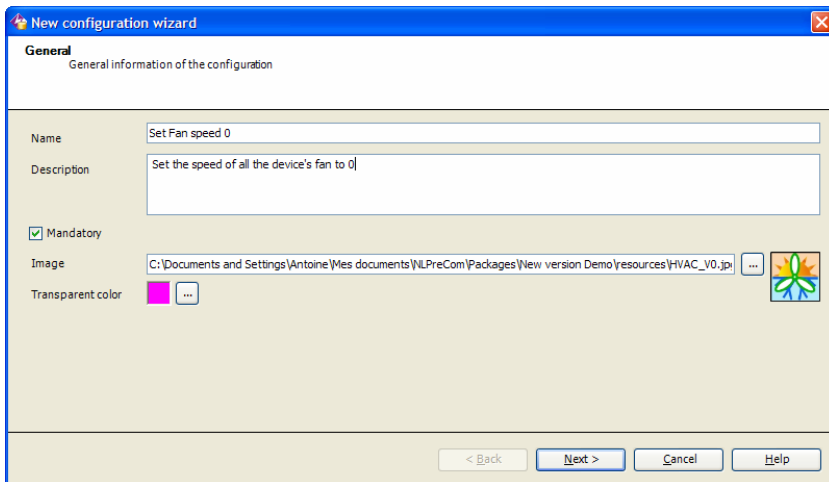 New configuration wizard
General
General information of the configuration
Name
Set Fan speed 0
Description
Set the speed of all the device's fan to 0
Mandatory
Image
C:\Documents and Settings\Antoine\Mes documents\NLPreCom\Packages\New version Demo\resources\HVAC_V0.jp
...
Transparent color
...
< Back
Next >
Cancel
Help